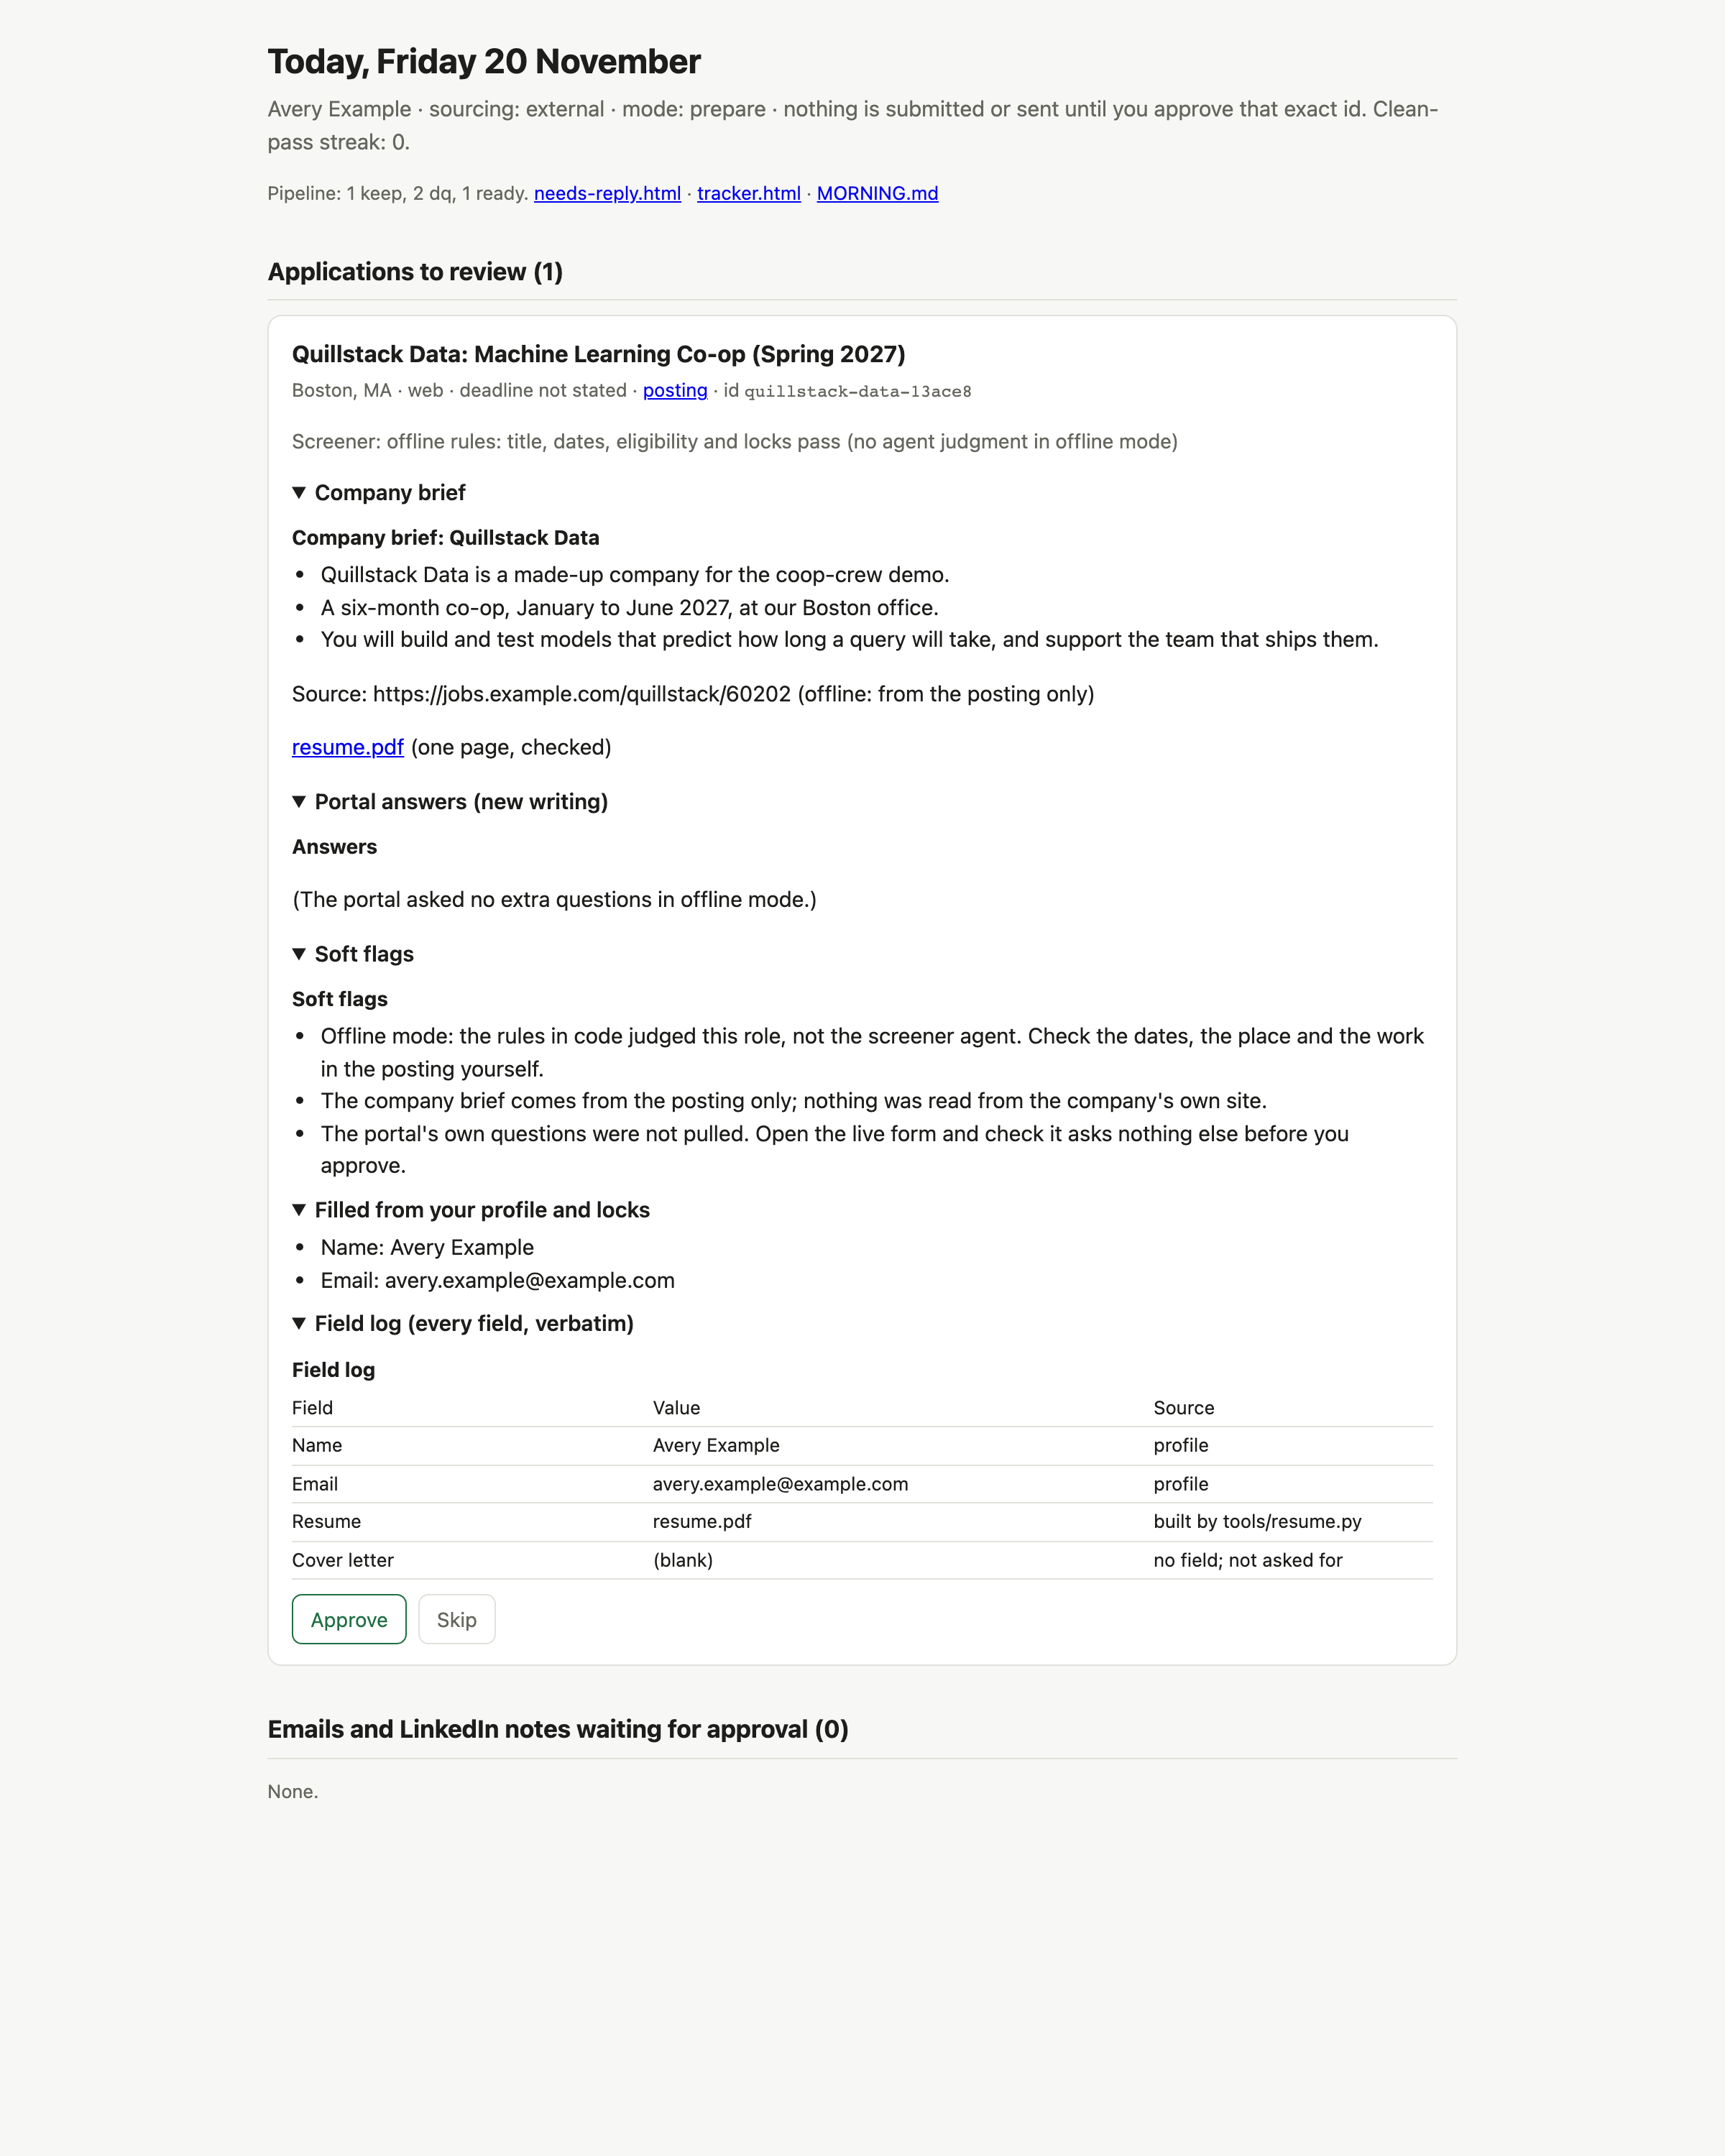 Today, Friday 20 November
Avery Example · sourcing: external · mode: prepare · nothing is submitted or sent until you approve that exact id. Clean-
pass streak: 0.
Pipeline: 1 keep, 2 dq, 1 ready. needs-reply.html · tracker.html · MORNING.md
Applications to review (1)
Quillstack Data: Machine Learning Co-op (Spring 2027)
Boston, MA · web · deadline not stated · posting · id quillstack-data-13ace8
Screener: offline rules: title, dates, eligibility and locks pass (no agent judgment in offline mode)
▼ Company brief
Company brief: Quillstack Data
• Quillstack Data is a made-up company for the coop-crew demo.
• A six-month co-op, January to June 2027, at our Boston office.
• You will build and test models that predict how long a query will take, and support the team that ships them.
Source: https://jobs.example.com/quillstack/60202 (offline: from the posting only)
resume.pdf (one page, checked)
▼ Portal answers (new writing)
Answers
(The portal asked no extra questions in offline mode.)
▼ Soft flags
Soft flags
• Offline mode: the rules in code judged this role, not the screener agent. Check the dates, the place and the work
in the posting yourself.
• The company brief comes from the posting only; nothing was read from the company's own site.
• The portal's own questions were not pulled. Open the live form and check it asks nothing else before you
approve.
▼ Filled from your profile and locks
• Name: Avery Example
• Email: avery.example@example.com
▼ Field log (every field, verbatim)
Field log
Field Value Source
Name Avery Example profile
Email avery.example@example.com profile
Resume resume.pdf built by tools/resume.py
Cover letter (blank) no field; not asked for
Approve Skip
Emails and LinkedIn notes waiting for approval (0)
None.